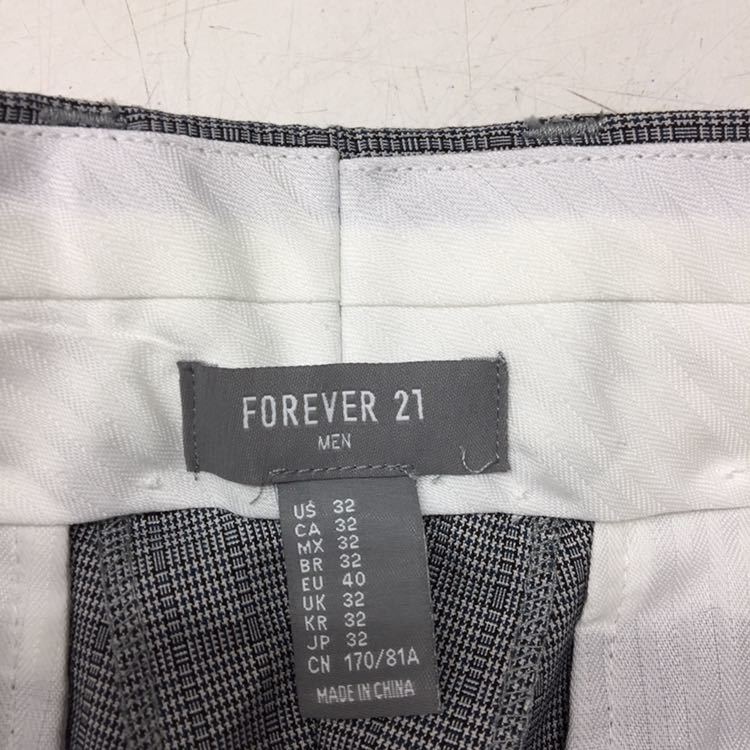 FOREVER 21
MEN
US 32
CA 32
MX 32
BR 32
EU 40
UK 32
KR 32
JP 32
CN 170/81A
MADE IN CHINA